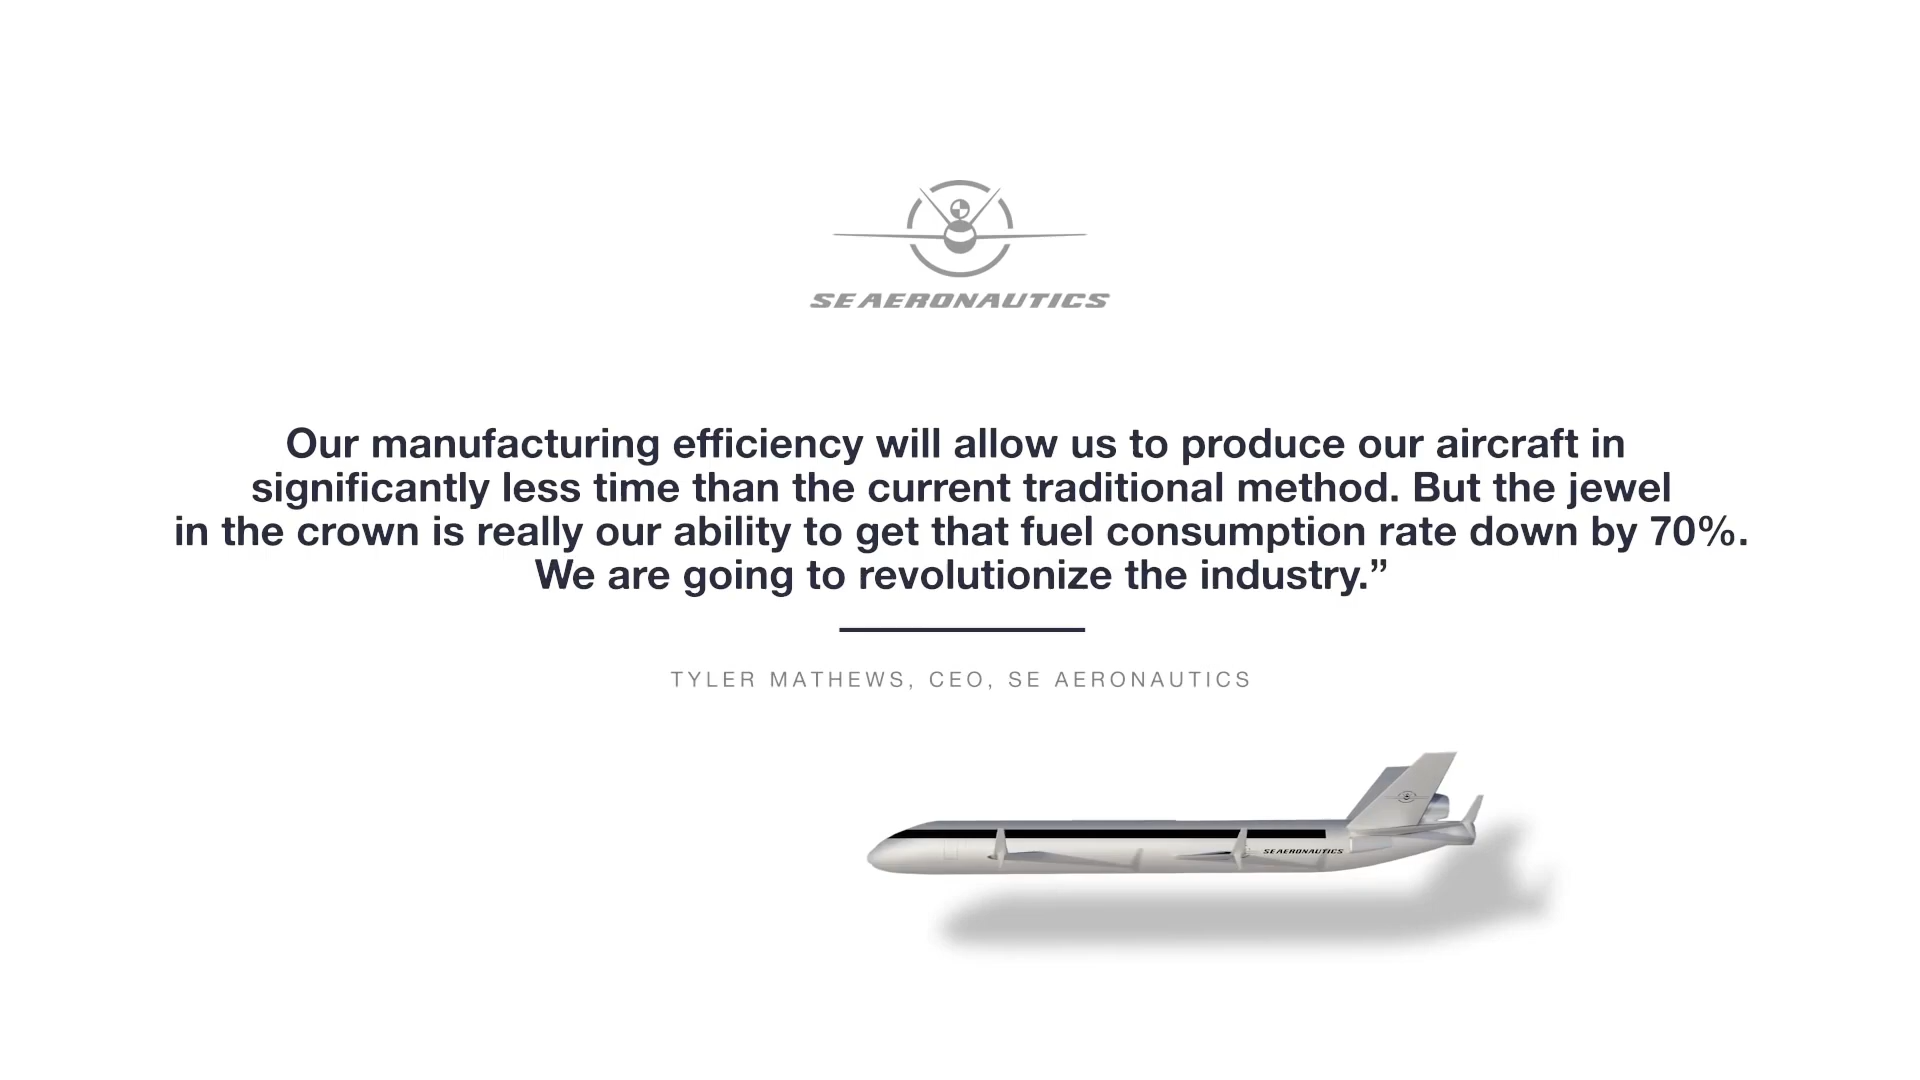 SE AERONAUTICS
Our manufacturing efficiency will allow us to produce our aircraft in
significantly less time than the current traditional method. But the jewel
in the crown is really our ability to get that fuel consumption rate down by 70%.
We are going to revolutionize the industry.”
TYLER MATHEWS, CEO, SE AERONAUTICS
SE AERONAUTICS